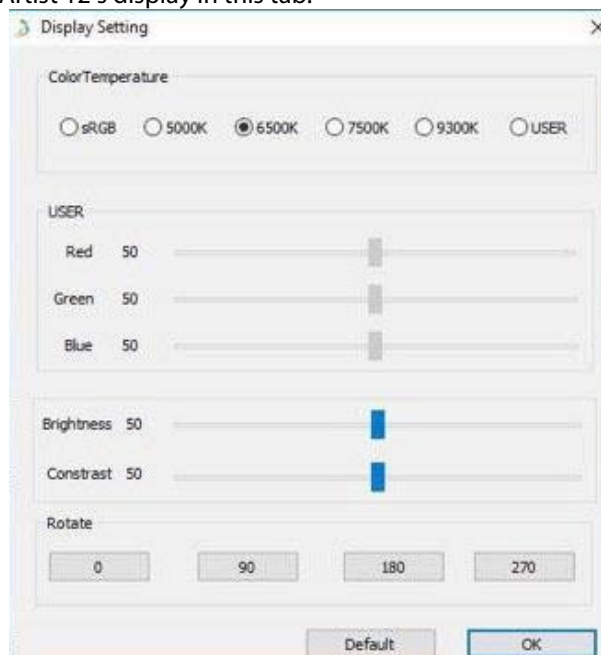 Artist 12's display in this tab.
Display Setting
ColorTemperature
sRGB 5000K 6500K 7500K 9300K USER
USER
Red 50
Green 50
Blue 50
Brightness 50
Constrast 50
Rotate
0 90 180 270
Default OK